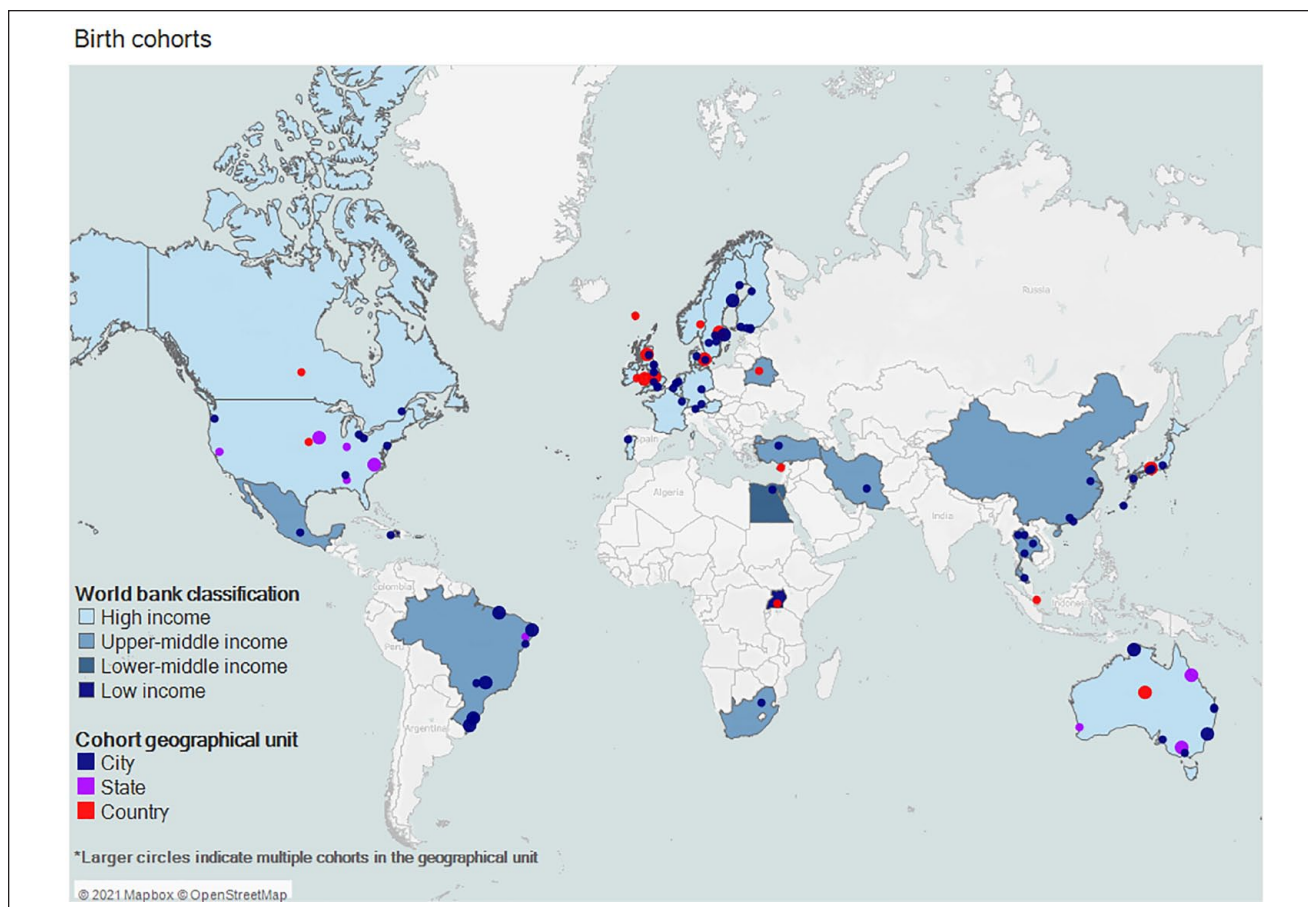 Birth cohorts
Russia
Spain
Algeria
India
Colombia
Indonesia
Peru
Argentina
World bank classification
High income
Upper-middle income
Lower-middle income
Low income
Cohort geographical unit
City
State
Country
*Larger circles indicate multiple cohorts in the geographical unit
© 2021 Mapbox © OpenStreetMap